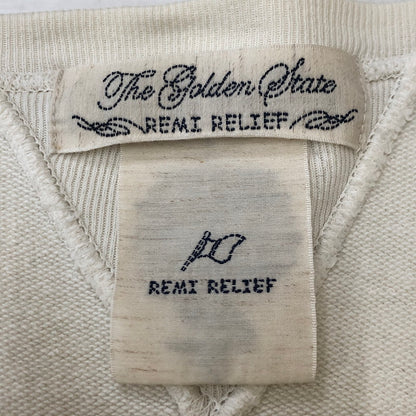 The Golden State
REMI RELIEF
REMI RELIEF